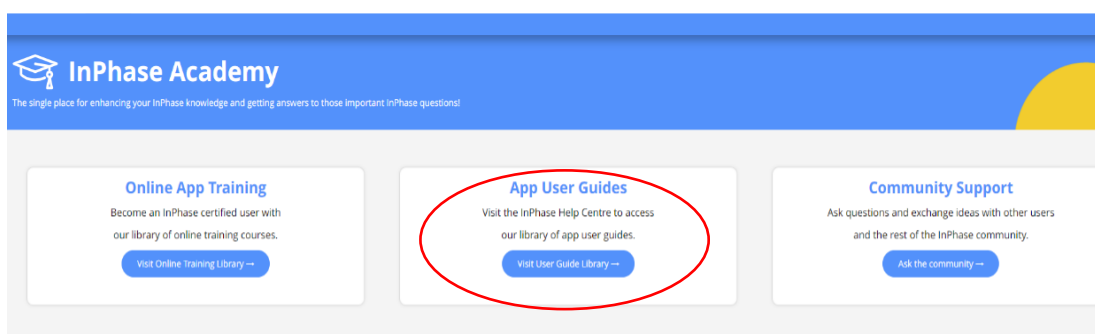 InPhase Academy
The single place for enhancing your InPhase knowledge and getting answers to those important InPhase questions!
Online App Training
Become an InPhase certified user with
our library of online training courses.
Visit Online Training Library →
App User Guides
Visit the InPhase Help Centre to access
our library of app user guides.
Visit User Guide Library →
Community Support
Ask questions and exchange ideas with other users
and the rest of the InPhase community.
Ask the community →